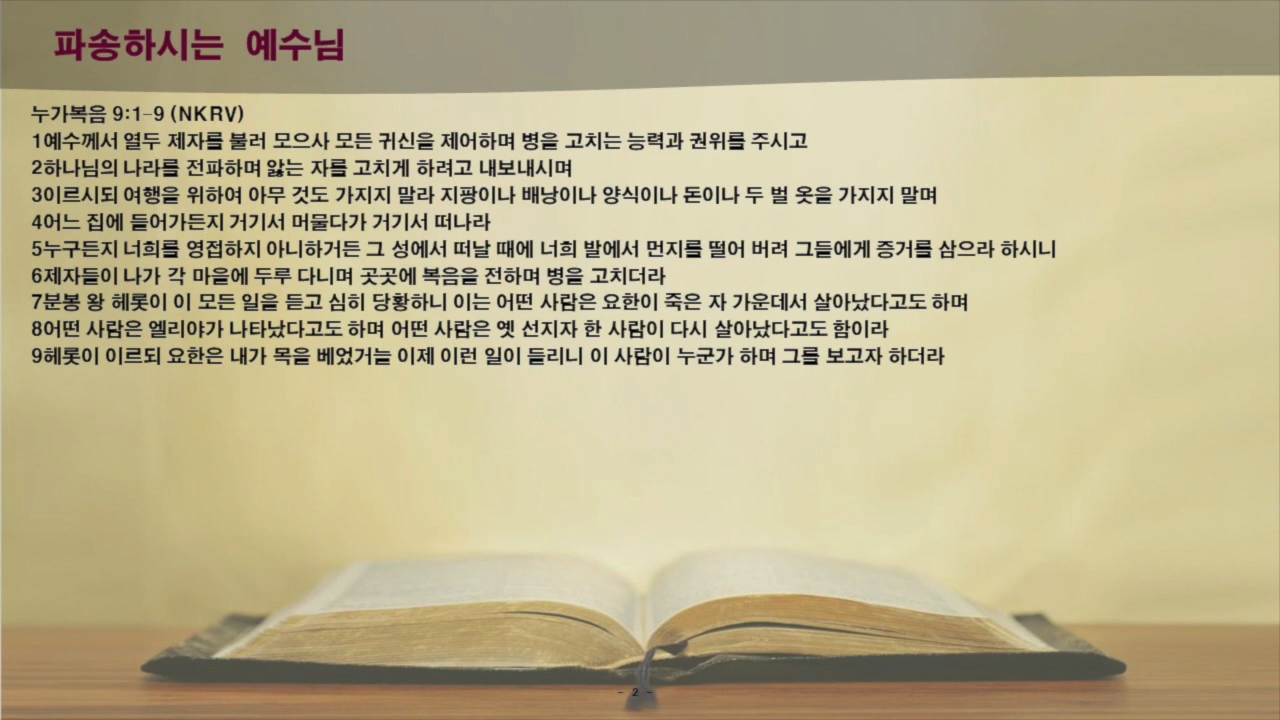 파송하시는 예수님
누가복음 9:1-9 (NKRV)
1예수께서 열두 제자를 불러 모으사 모든 귀신을 제어하며 병을 고치는 능력과 권위를 주시고
2하나님의 나라를 전파하며 앓는 자를 고치게 하려고 내보내시며
3이르시되 여행을 위하여 아무 것도 가지지 말라 지팡이나 배낭이나 양식이나 돈이나 두 벌 옷을 가지지 말며
4어느 집에 들어가든지 거기서 머물다가 거기서 떠나라
5누구든지 너희를 영접하지 아니하거든 그 성에서 떠날 때에 너희 발에서 먼지를 떨어 버려 그들에게 증거를 삼으라 하시니
6제자들이 나가 각 마을에 두루 다니며 곳곳에 복음을 전하며 병을 고치더라
7분봉 왕 헤롯이 이 모든 일을 듣고 심히 당황하니 이는 어떤 사람은 요한이 죽은 자 가운데서 살아났다고도 하며
8어떤 사람은 엘리야가 나타났다고도 하며 어떤 사람은 옛 선지자 한 사람이 다시 살아났다고도 함이라
9헤롯이 이르되 요한은 내가 목을 베었거늘 이제 이런 일이 들리니 이 사람이 누군가 하며 그를 보고자 하더라
- 2 -